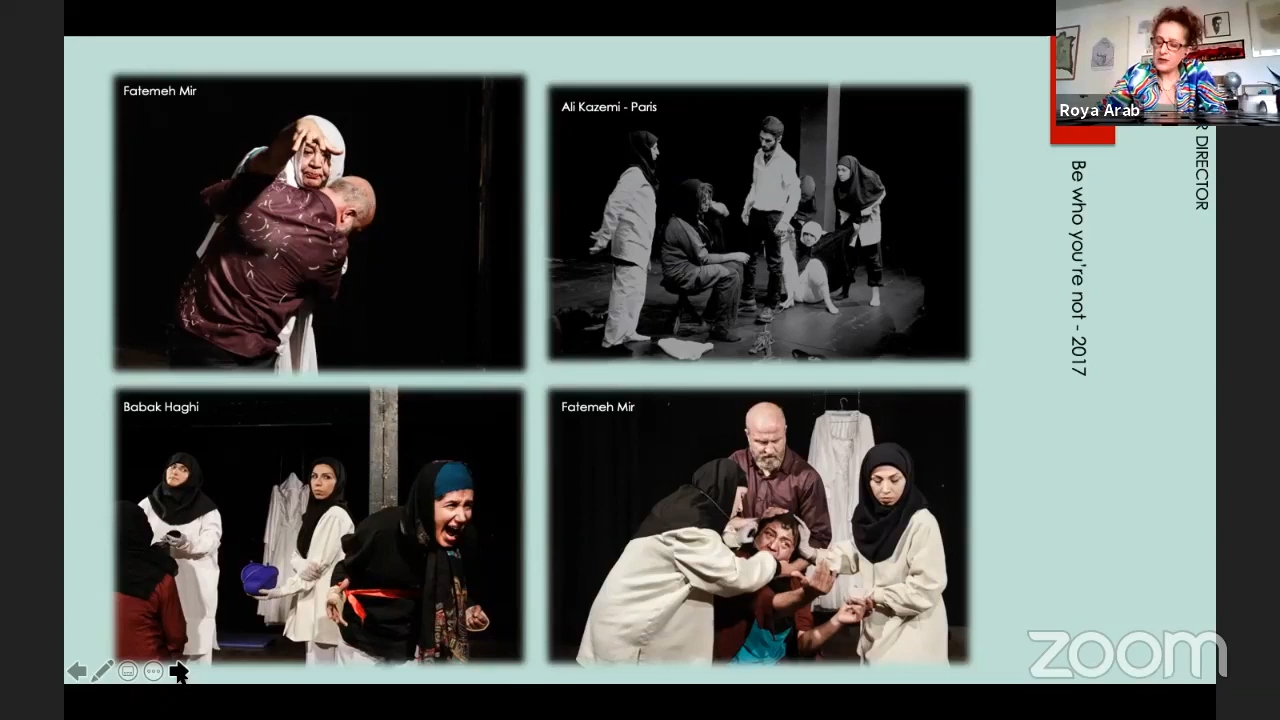 Fatemeh Mir
Ali Kazemi - Paris
Babak Haghi
Fatemeh Mir
DIRECTOR
Be who you're not - 2017
Roya Arab
zoom